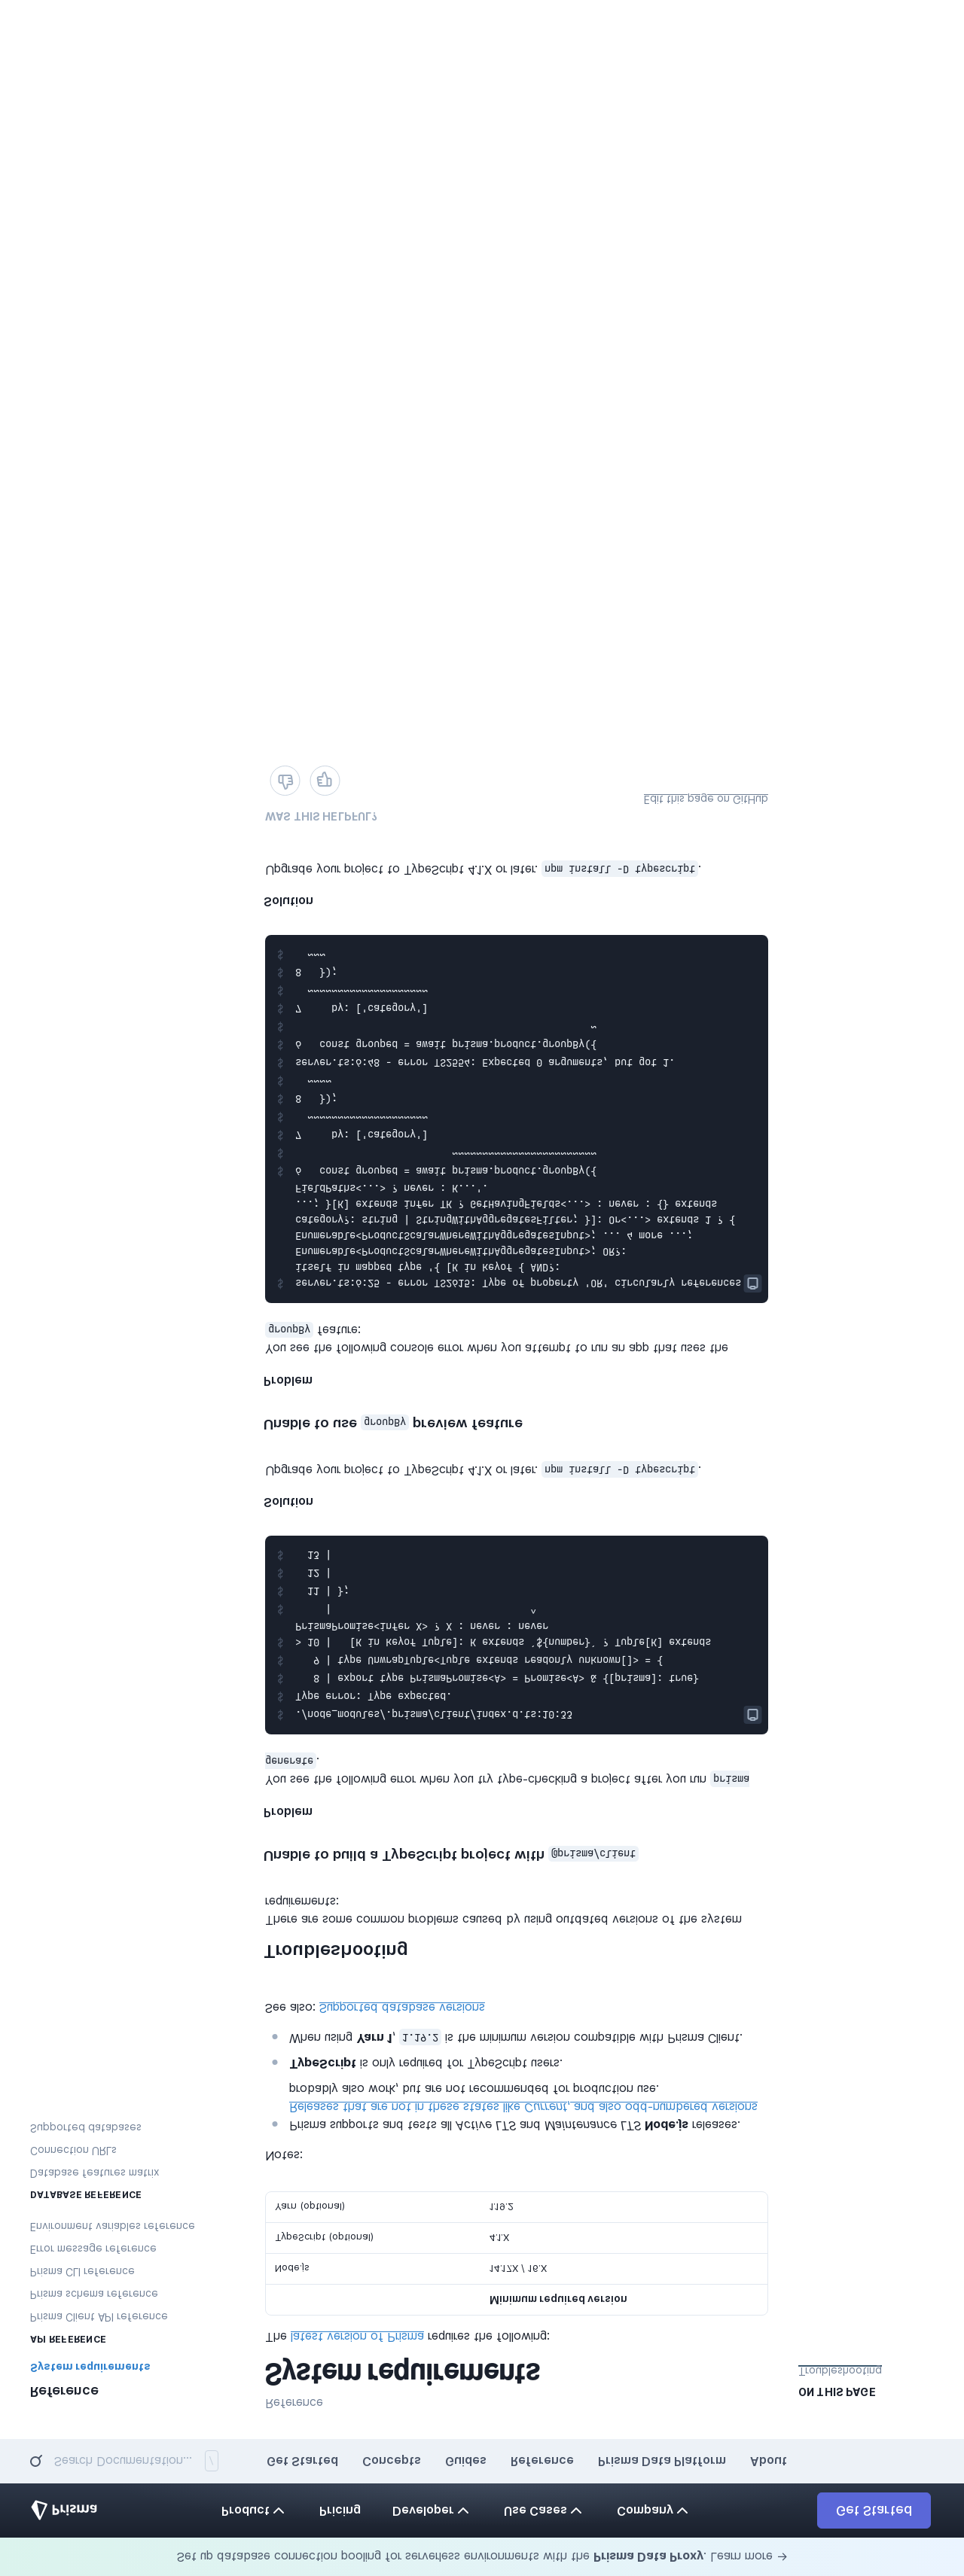 Set up database connection pooling for serverless environments with the Prisma Data Proxy. Learn more →
Prisma
Product
Pricing
Developer
Use Cases
Company
Get Started
Search Documentation... /
Get Started
Concepts
Guides
Reference
Prisma Data Platform
About
Reference
System requirements
API REFERENCE
Prisma Client API reference
Prisma schema reference
Prisma CLI reference
Error message reference
Environment variables reference
DATABASE REFERENCE
Database features matrix
Connection URLs
Supported databases
Reference
System requirements
The latest version of Prisma requires the following:
Minimum required version
Node.js 14.17.X / 16.X
TypeScript (optional) 4.1.X
Yarn (optional) 1.19.2
Notes:
Prisma supports and tests all Active LTS and Maintenance LTS Node.js releases.
Releases that are not in these states like Current, and also odd-numbered versions
probably also work, but are not recommended for production use.
TypeScript is only required for TypeScript users.
When using Yarn 1, 1.19.2 is the minimum version compatible with Prisma Client.
See also: Supported database versions
Troubleshooting
There are some common problems caused by using outdated versions of the system
requirements:
Unable to build a TypeScript project with @prisma/client
Problem
You see the following error when you try type-checking a project after you run prisma
generate.
$ ./node_modules/.prisma/client/index.d.ts:10:33
$ Type error: Type expected.
$    8 | export type PrismaPromise<A> = Promise<A> & {[prisma]: true}
$    9 | type UnwrapTuple<Tuple extends readonly unknown[]> = {
$ > 10 |   [K in keyof Tuple]: K extends `${number}` ? Tuple[K] extends
PrismaPromise<infer X> ? X : never : never
$      |                                 ^
$   11 | };
$   12 |
$   13 |
Solution
Upgrade your project to TypeScript 4.1.X or later. npm install -D typescript.
Unable to use groupBy preview feature
Problem
You see the following console error when you attempt to run an app that uses the
groupBy feature:
$ server.ts:6:25 - error TS2615: Type of property 'OR' circularly references
itself in mapped type '{ [K in keyof { AND?:
Enumerable<ProductScalarWhereWithAggregatesInput>; OR?:
Enumerable<ProductScalarWhereWithAggregatesInput>; ... 4 more ...;
category?: string | StringWithAggregatesFilter; }]: Or<...> extends 1 ? {
...; }[K] extends infer TK ? GetHavingFields<...> : never : {} extends
FieldPaths<...> ? never : K...'.
$ 6   const grouped = await prisma.product.groupBy({
$                           ~~~~~~~~~~~~~~~~~~~~~~~~
$ 7     by: ['category']
$   ~~~~~~~~~~~~~~~~~~~~
$ 8   });
$   ~~~~
$ server.ts:6:48 - error TS2554: Expected 0 arguments, but got 1.
$ 6   const grouped = await prisma.product.groupBy({
$                                                  ~
$ 7     by: ['category']
$   ~~~~~~~~~~~~~~~~~~~~
$ 8   });
$   ~~~
Solution
Upgrade your project to TypeScript 4.1.X or later. npm install -D typescript.
WAS THIS HELPFUL?
Edit this page on GitHub
ON THIS PAGE
Troubleshooting